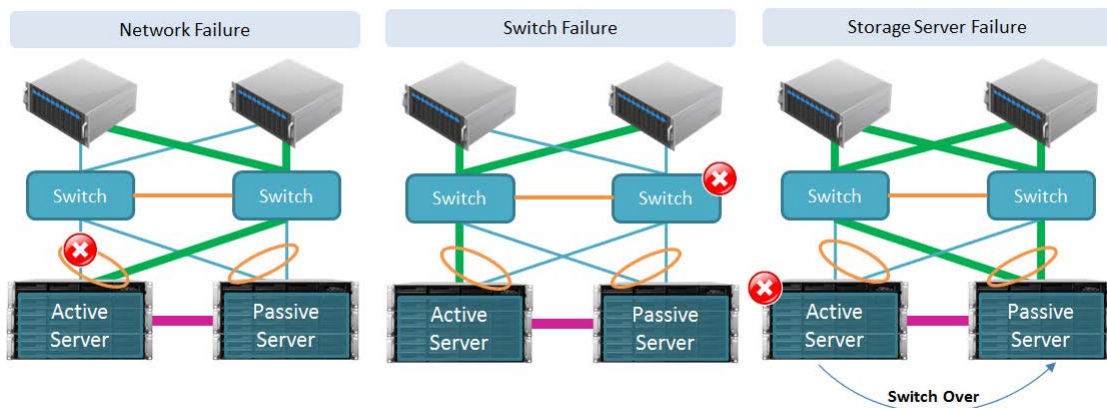 Network Failure
Switch Failure
Storage Server Failure
Switch
Switch
Switch
Switch
Switch
Switch
Active
Server
Passive
Server
Active
Server
Passive
Server
Active
Server
Passive
Server
Switch Over